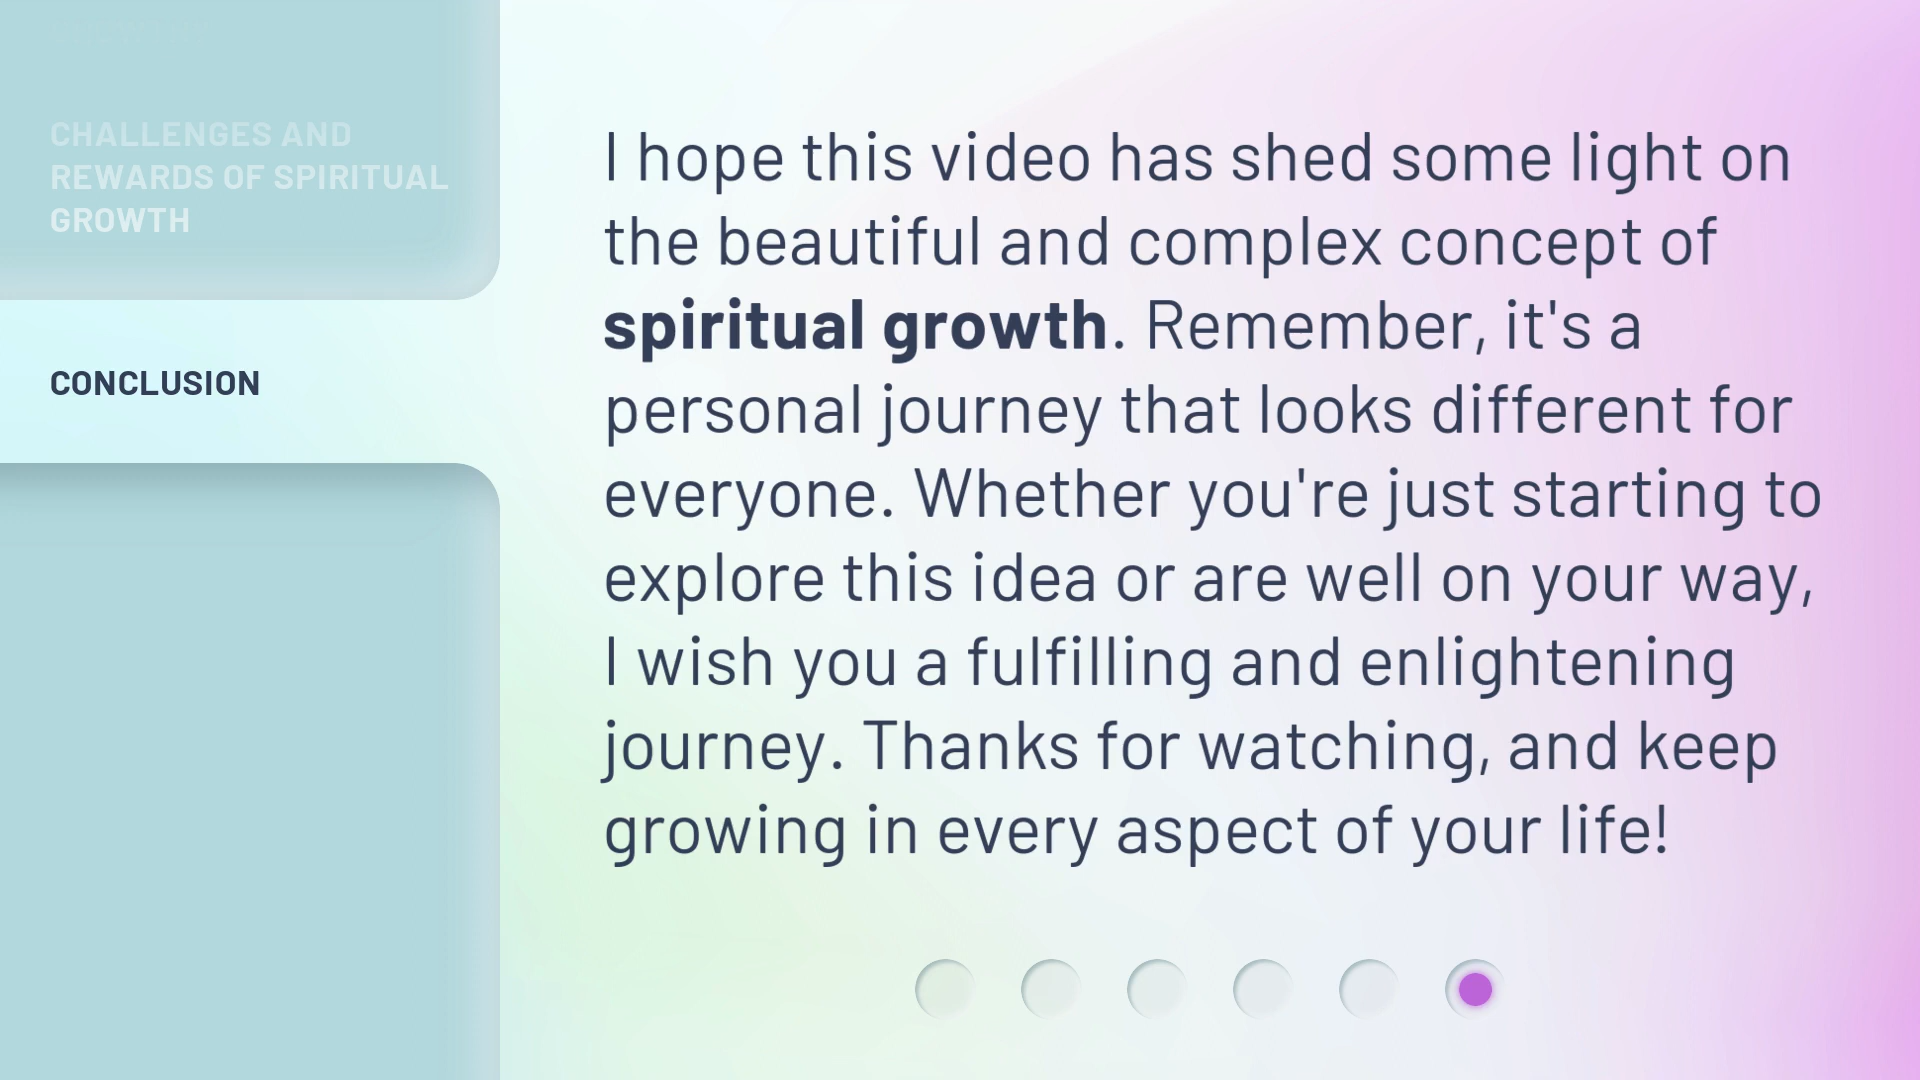 CHALLENGES AND
REWARDS OF SPIRITUAL
GROWTH
CONCLUSION
I hope this video has shed some light on
the beautiful and complex concept of
spiritual growth. Remember, it's a
personal journey that looks different for
everyone. Whether you're just starting to
explore this idea or are well on your way,
I wish you a fulfilling and enlightening
journey. Thanks for watching, and keep
growing in every aspect of your life!